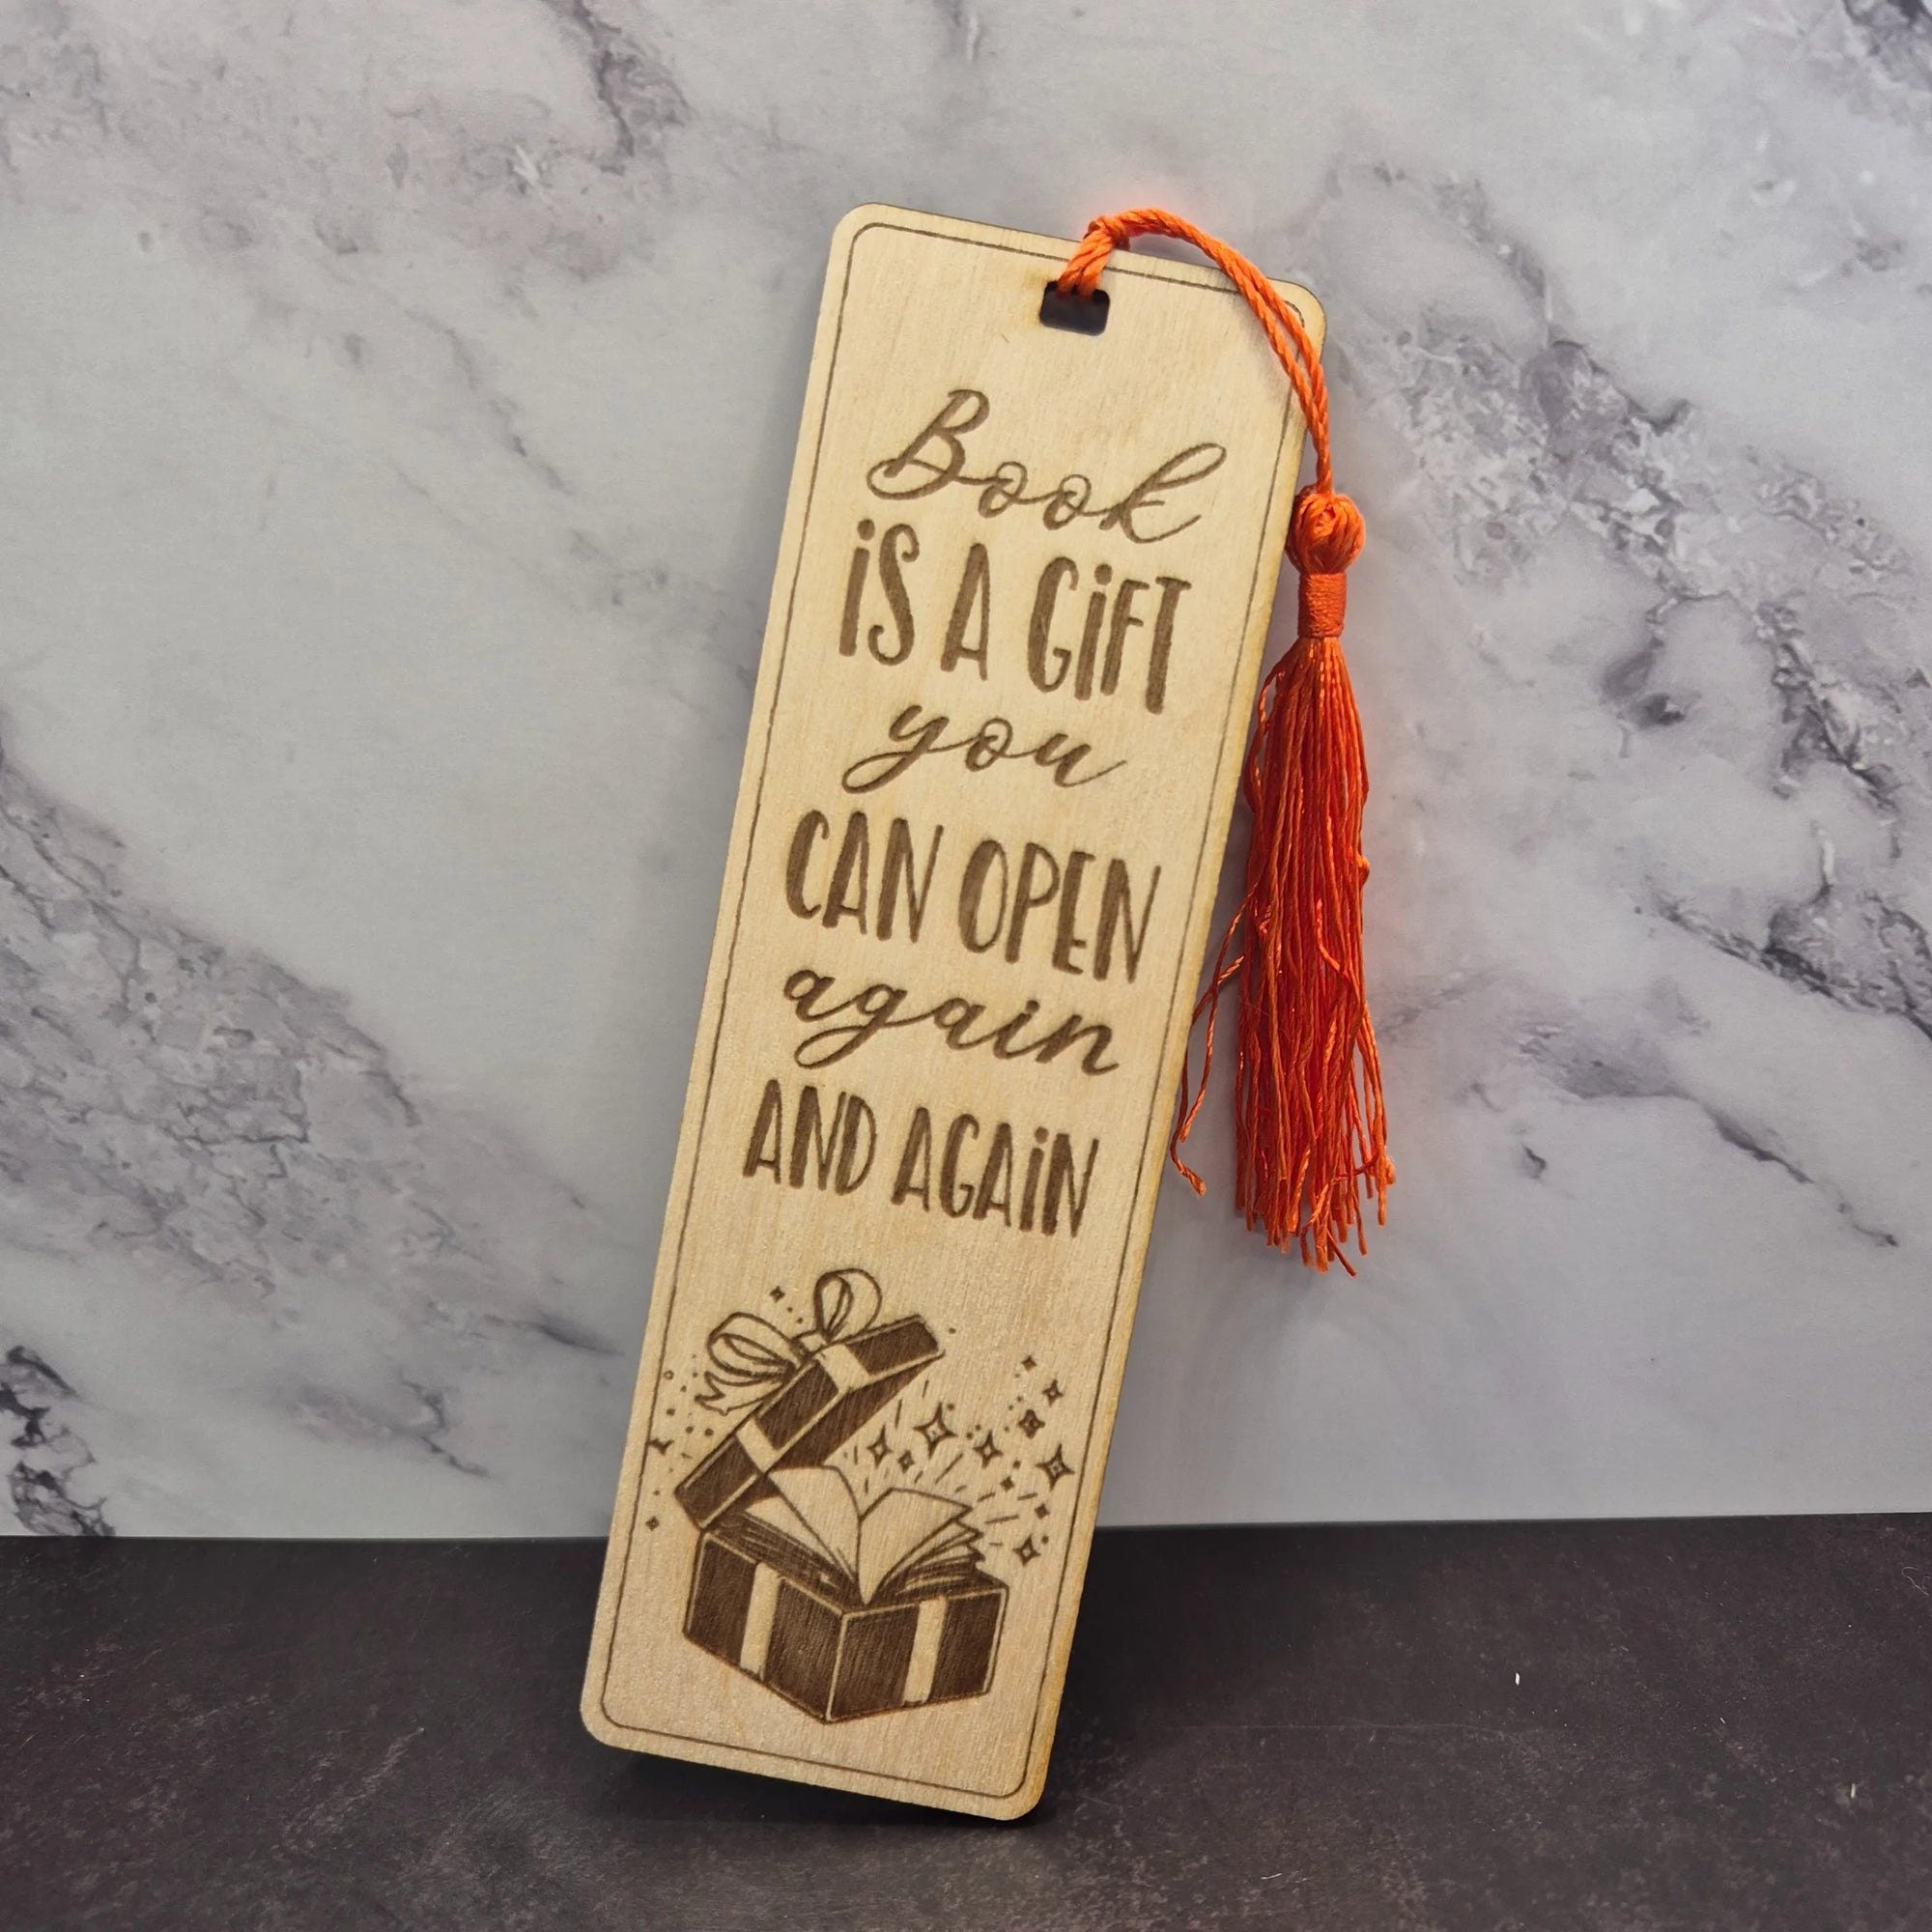 Book
iS A GiFT
you
CAN OPEN
again
AND AGAiN